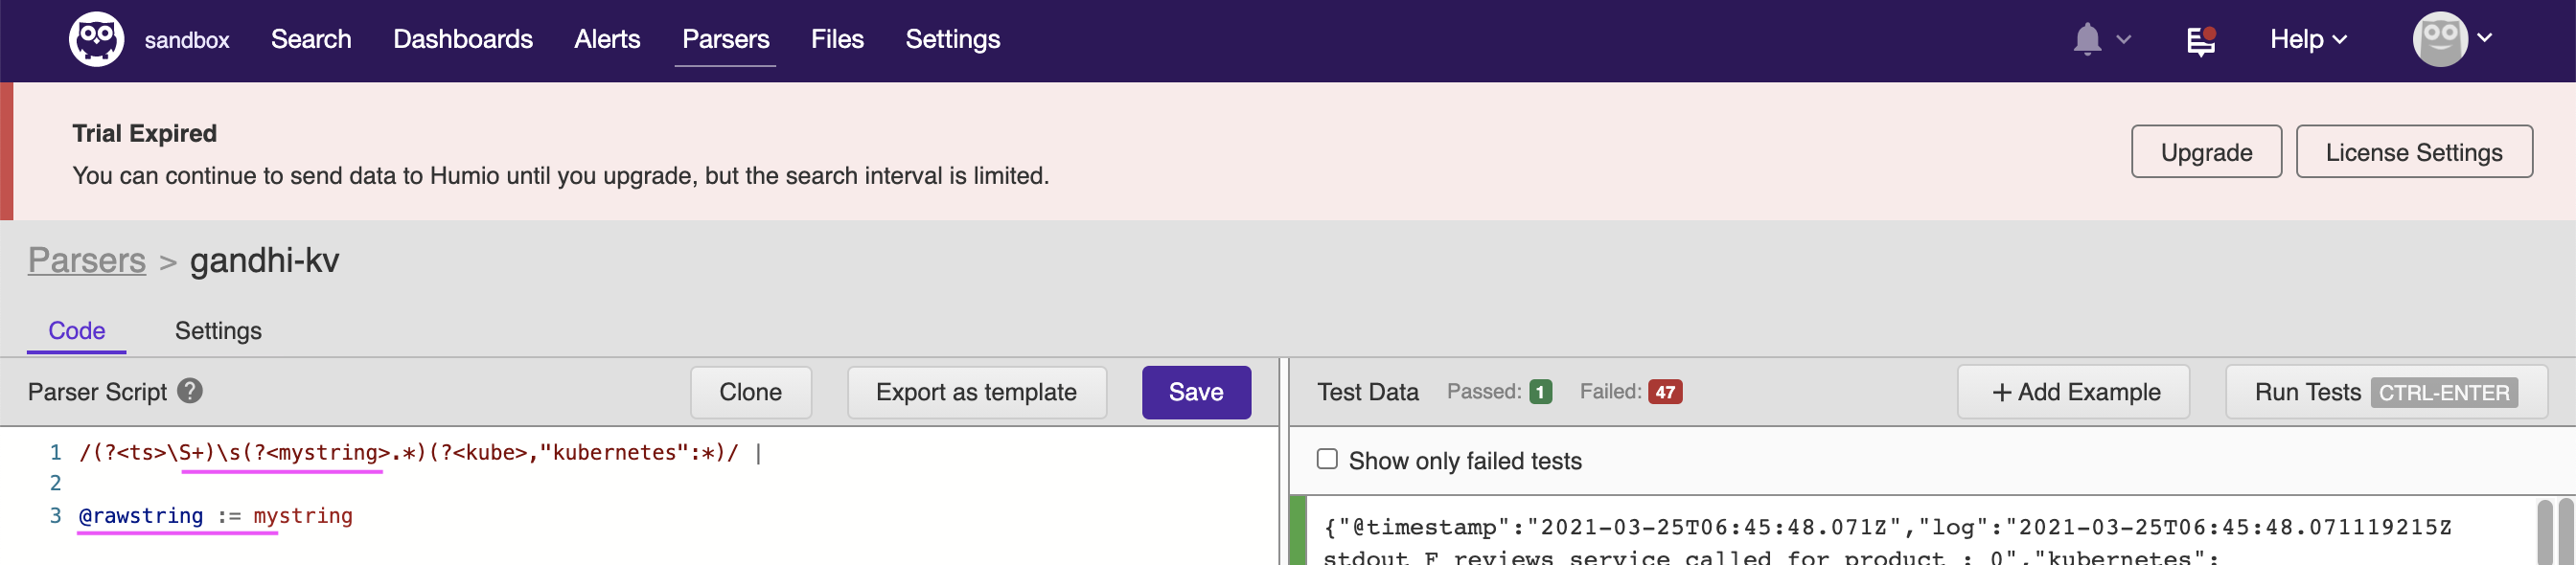 sandbox Search Dashboards Alerts Parsers Files Settings Help
Trial Expired
You can continue to send data to Humio until you upgrade, but the search interval is limited.
Upgrade License Settings
Parsers > gandhi-kv
Code Settings
Parser Script ? Clone Export as template Save
1 /(?<ts>\S+)\s(?<mystring>.*)(?<kube>,"kubernetes":*)/ |
2
3 @rawstring := mystring
Test Data Passed: 1 Failed: 47 + Add Example Run Tests CTRL-ENTER
Show only failed tests
{"@timestamp":"2021-03-25T06:45:48.071Z","log":"2021-03-25T06:45:48.071119215Z
stdout F reviews service called for product : 0","kubernetes":